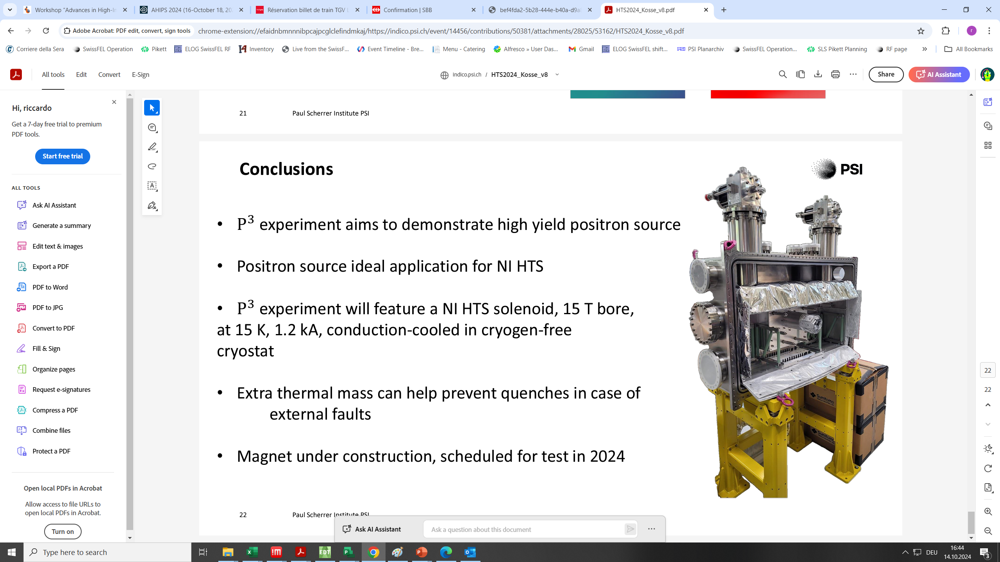 Workshop “Advances in High-In
AHIPS 2024 (16-October 18, 202
Réservation billet de train TGV L
Confirmation | SBB
bef4fda2-5b28-444e-b40a-d9a
HTS2024_Kosse_v8.pdf
Adobe Acrobat: PDF edit, convert, sign tools
chrome-extension://efaidnbmnnnibpcajpcglclefindmkaj/https://indico.psi.ch/event/14456/contributions/50381/attachments/28025/53162/HTS2024_Kosse_v8.pdf
r
Corriere della Sera
SwissFEL Operation
Pikett
ELOG SwissFEL RF
Inventory
Live from the SwissF...
Event Timeline - Bre...
Menu - Catering
Alfresco » User Das...
Gmail
ELOG SwissFEL shift...
PSI Planarchiv
SwissFEL Operation...
SLS Pikett Planning
RF page
All Bookmarks
All tools
Edit
Convert
E-Sign
indico.psi.ch / HTS2024_Kosse_v8
Share
AI Assistant
Hi, riccardo
Get a 7-day free trial to premium
PDF tools.
Start free trial
ALL TOOLS
Ask AI Assistant
Generate a summary
Edit text & images
Export a PDF
PDF to Word
PDF to JPG
Convert to PDF
Fill & Sign
Organize pages
Request e-signatures
Compress a PDF
Combine files
Protect a PDF
Open local PDFs in Acrobat
Allow access to file URLs to
open local PDFs in Acrobat.
Turn on
21 Paul Scherrer Institute PSI
Conclusions
PSI
• P³ experiment aims to demonstrate high yield positron source
• Positron source ideal application for NI HTS
• P³ experiment will feature a NI HTS solenoid, 15 T bore,
at 15 K, 1.2 kA, conduction-cooled in cryogen-free
cryostat
• Extra thermal mass can help prevent quenches in case of
external faults
• Magnet under construction, scheduled for test in 2024
Sumitomo
Sumitomo
22 Paul Scherrer Institute PSI
Ask AI Assistant
Ask a question about this document
22
22
Type here to search
EDT
DEU
16:44
14.10.2024
3